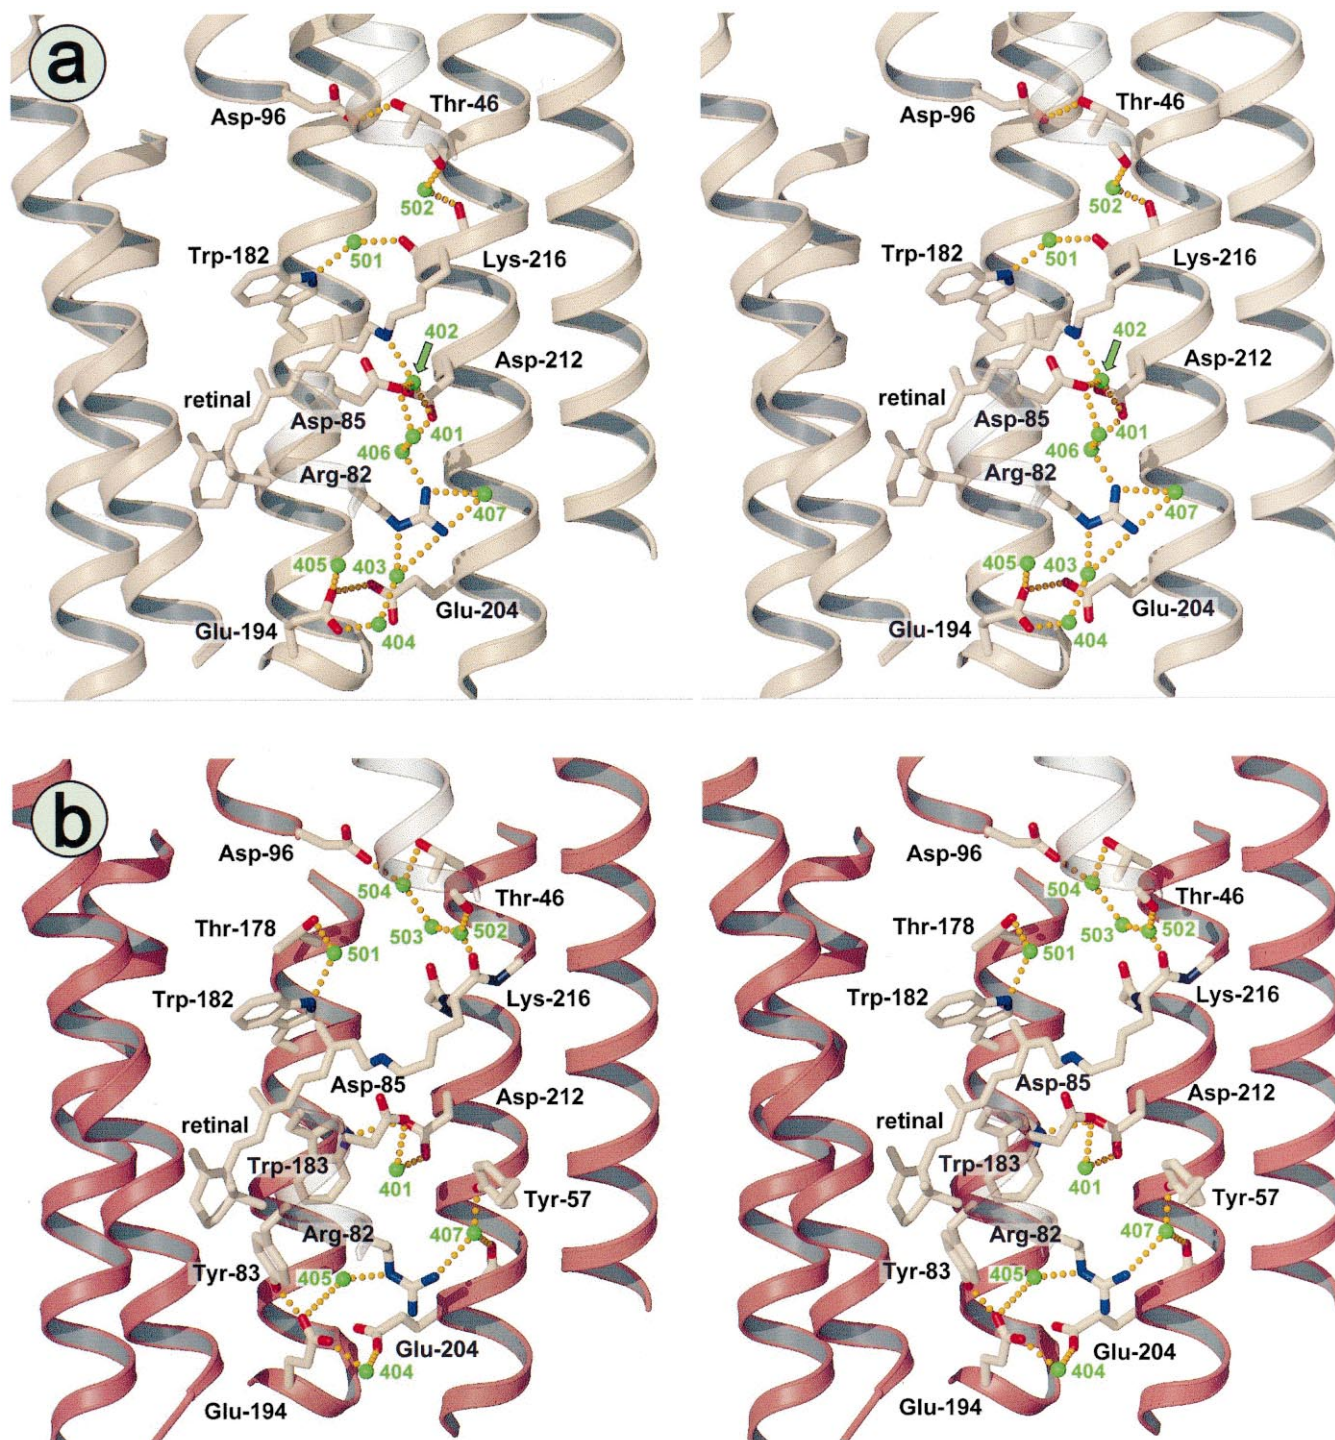 a
Asp-96 Thr-46 Asp-96 Thr-46
502 502
Trp-182 501 Lys-216 Trp-182 501 Lys-216
402 402
Asp-212 Asp-212
retinal retinal
Asp-85 401 Asp-85 401
406 406
Arg-82 Arg-82
407 407
405 403 405 403
Glu-204 Glu-204
Glu-194 404 Glu-194 404
b
Asp-96 Asp-96
504 Thr-46 504 Thr-46
Thr-178 503 502 Thr-178 503 502
501 501
Trp-182 Lys-216 Trp-182 Lys-216
Asp-85 Asp-85
Asp-212 Asp-212
retinal retinal
Trp-183 401 Trp-183 401
Tyr-57 Tyr-57
Arg-82 407 Arg-82 407
Tyr-83 405 Tyr-83 405
Glu-204 Glu-204
404 404
Glu-194 Glu-194